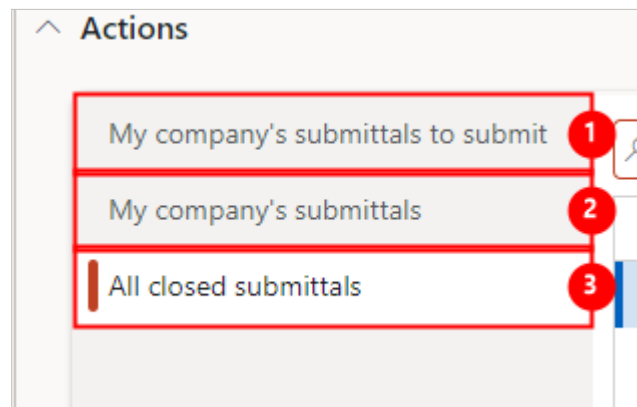 Actions
My company's submittals to submit 1
My company's submittals 2
All closed submittals 3